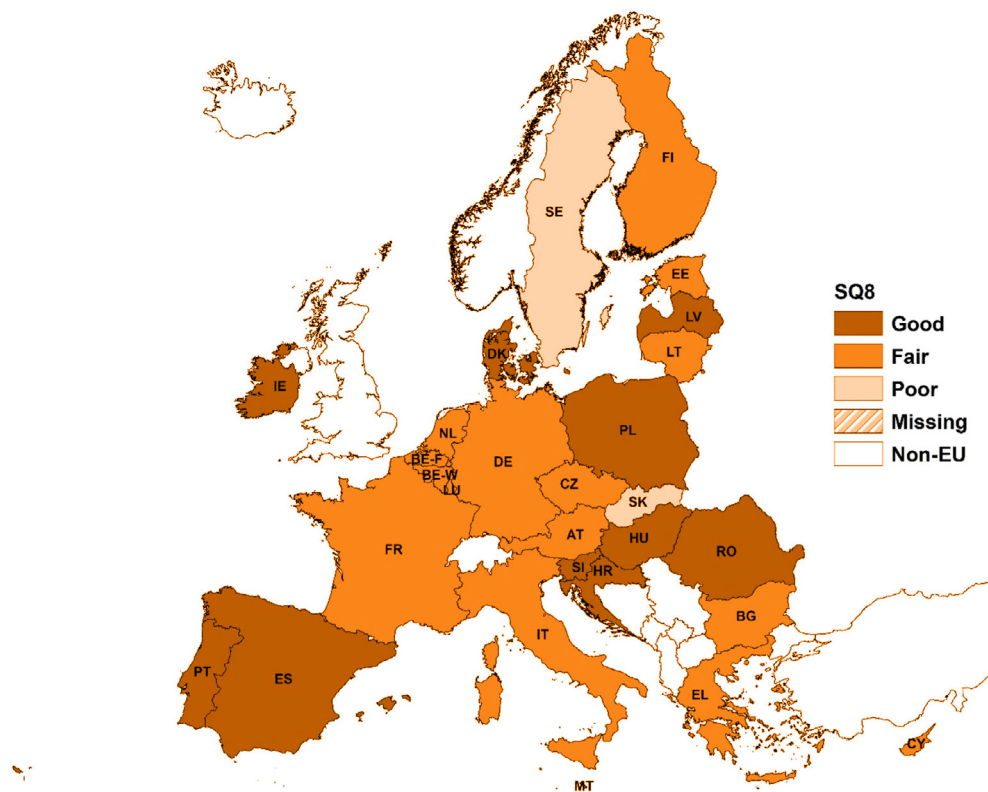 FI
SE
EE
SQ8
LV
Good
DK
LT
Fair
IE
Poor
NL
PL
Missing
BE-F
DE
Non-EU
BE-W
CZ
LU
SK
AT
FR
HU
RO
SI
HR
BG
IT
PT
ES
EL
CY
MT